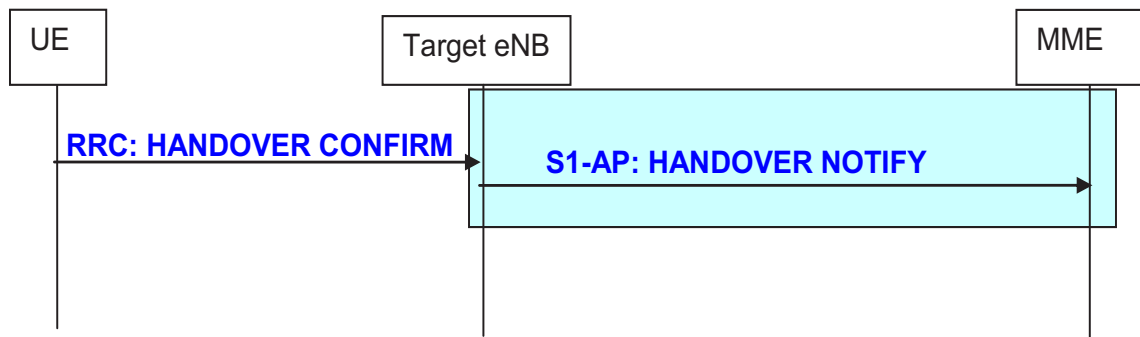 UE
Target eNB
MME
RRC: HANDOVER CONFIRM
S1-AP: HANDOVER NOTIFY